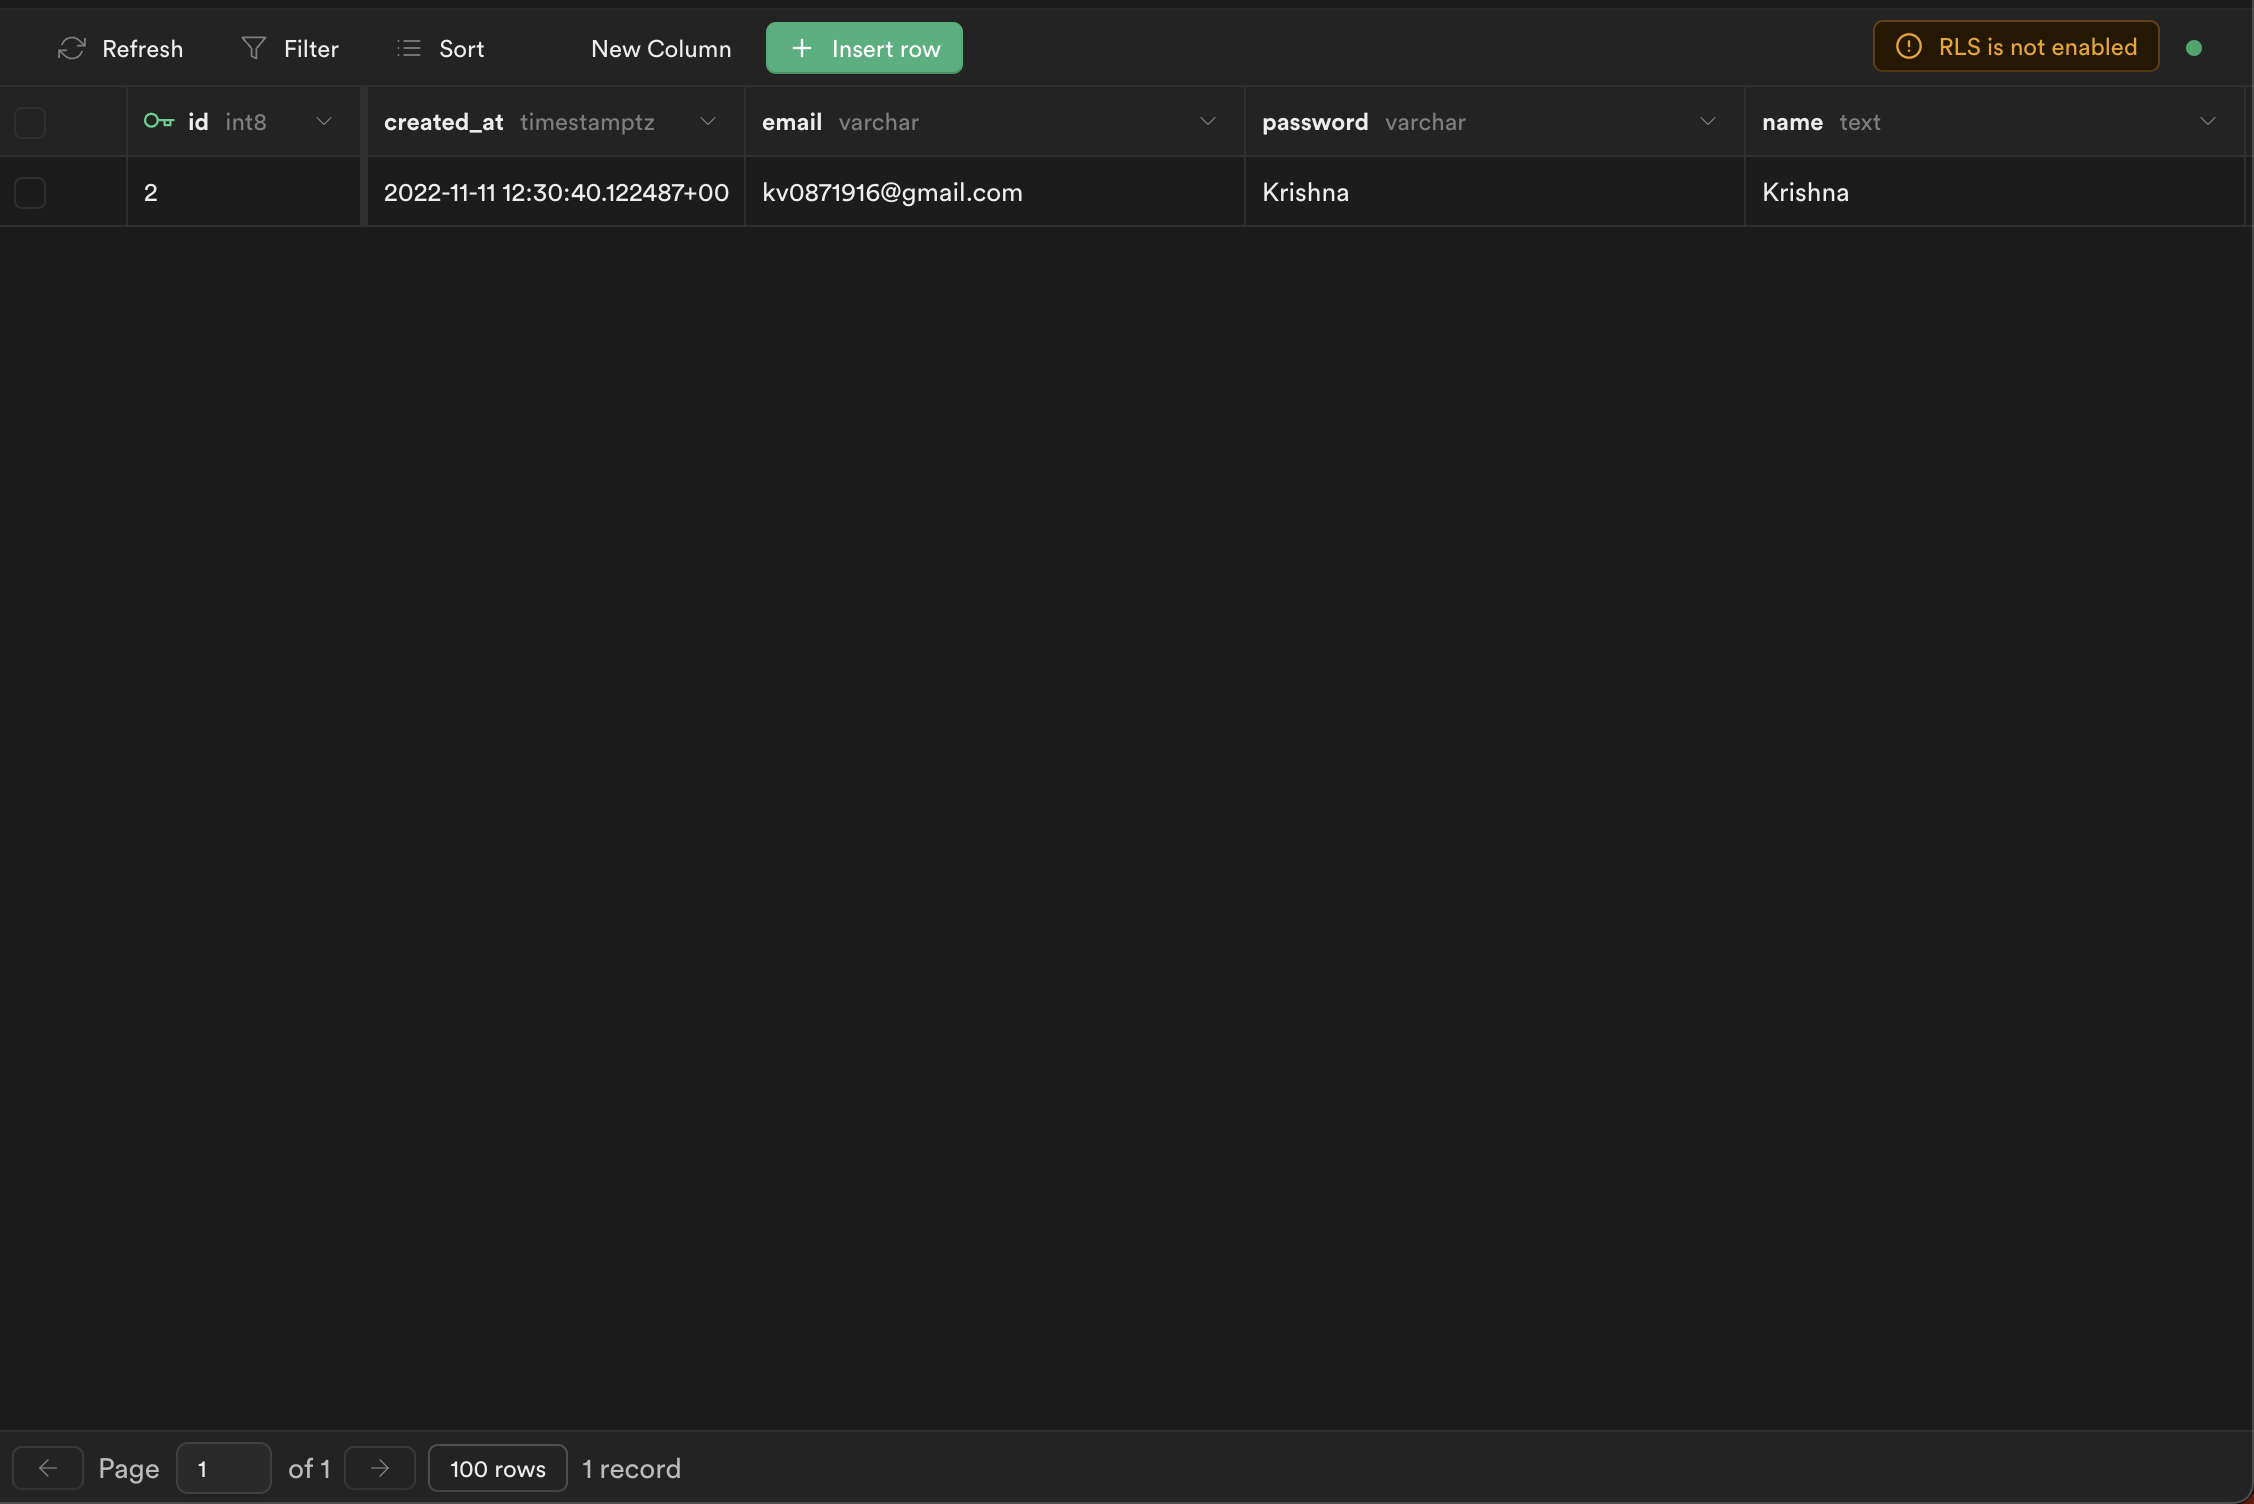 Refresh Filter Sort New Column + Insert row RLS is not enabled
id int8 created_at timestamptz email varchar password varchar name text
2 2022-11-11 12:30:40.122487+00 kv0871916@gmail.com Krishna Krishna
Page 1 of 1 100 rows 1 record